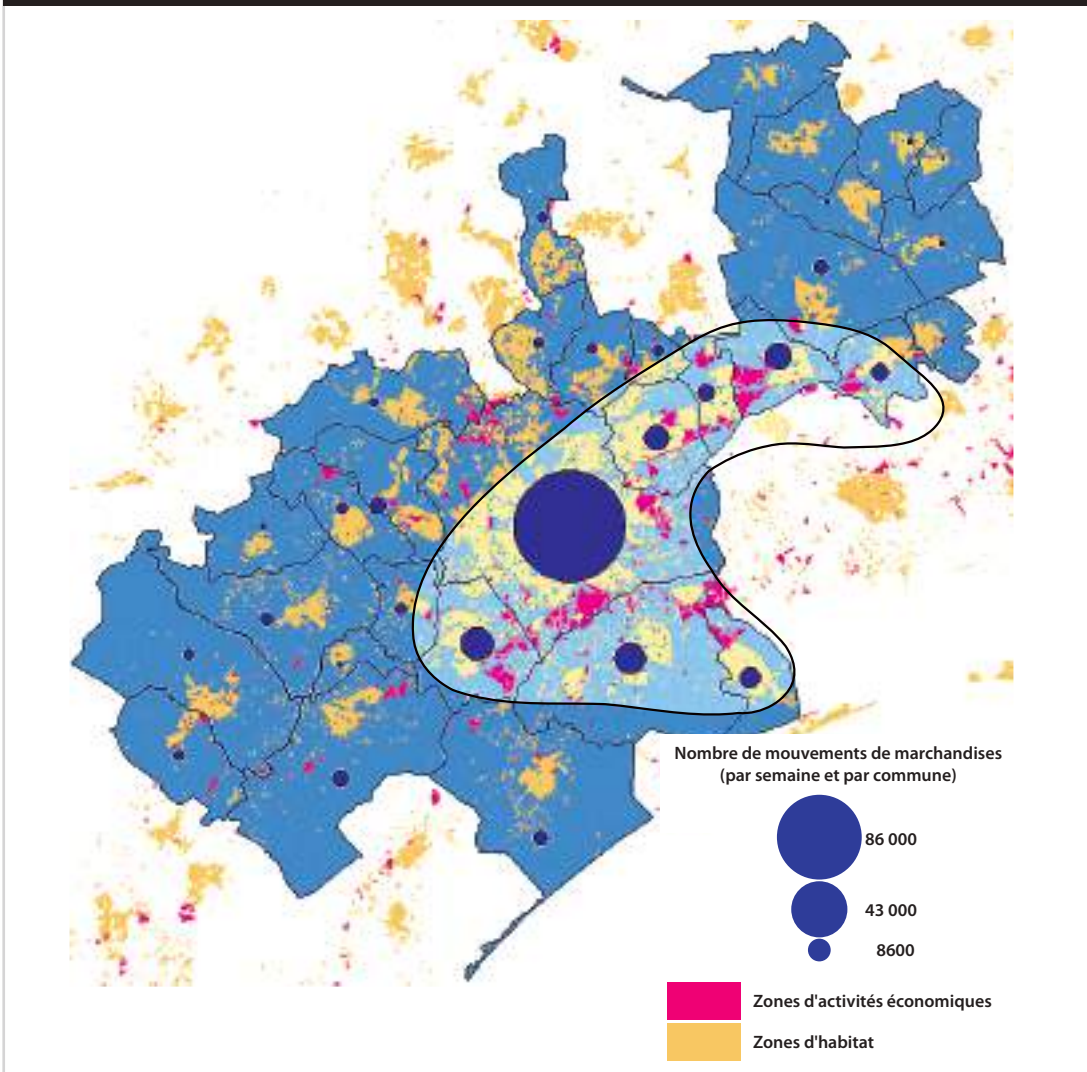 Nombre de mouvements de marchandises
(par semaine et par commune)
86 000
43 000
8600
Zones d'activités économiques
Zones d'habitat